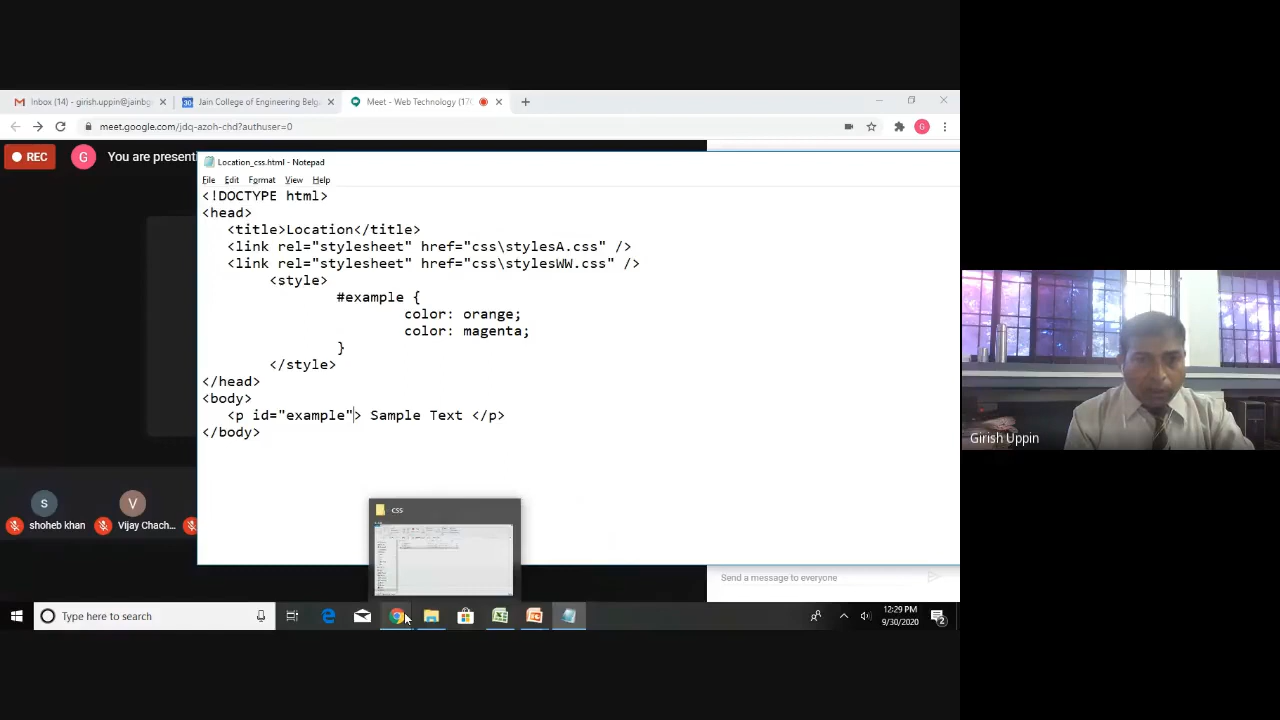 Inbox (14) - girish.uppin@jainbg
Jain College of Engineering Belga
Meet - Web Technology (17C
meet.google.com/jdq-azoh-chd?authuser=0
REC
G
You are present
Location_css.html - Notepad
File Edit Format View Help
<!DOCTYPE html>
<head>
<title>Location</title>
<link rel="stylesheet" href="css\stylesA.css" />
<link rel="stylesheet" href="css\stylesWW.css" />
<style>
#example {
color: orange;
color: magenta;
}
</style>
</head>
<body>
<p id="example"> Sample Text </p>
</body>
css
s
V
shoheb khan
Vijay Chach...
Send a message to everyone
Type here to search
12:29 PM
9/30/2020
2
Girish Uppin